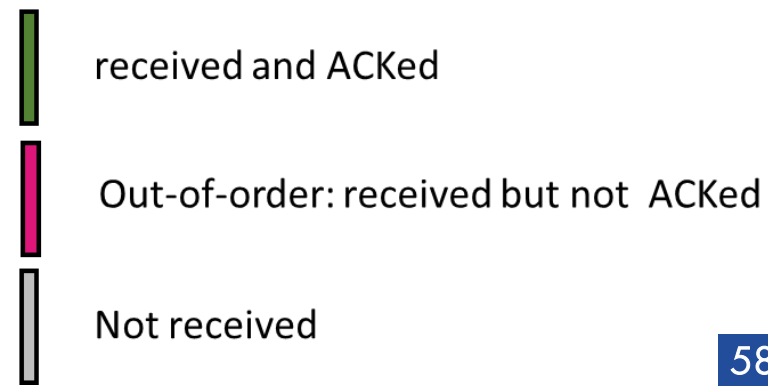 received and ACKed
Out-of-order: received but not ACKed
Not received
58